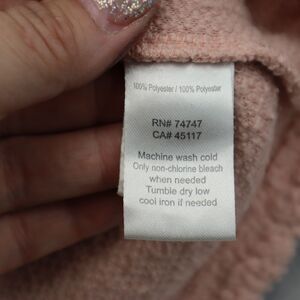 100% Polyester / 100% Polyester
RN# 74747
CA# 45117
Machine wash cold
Only non-chlorine bleach
when needed
Tumble dry low
cool iron if needed